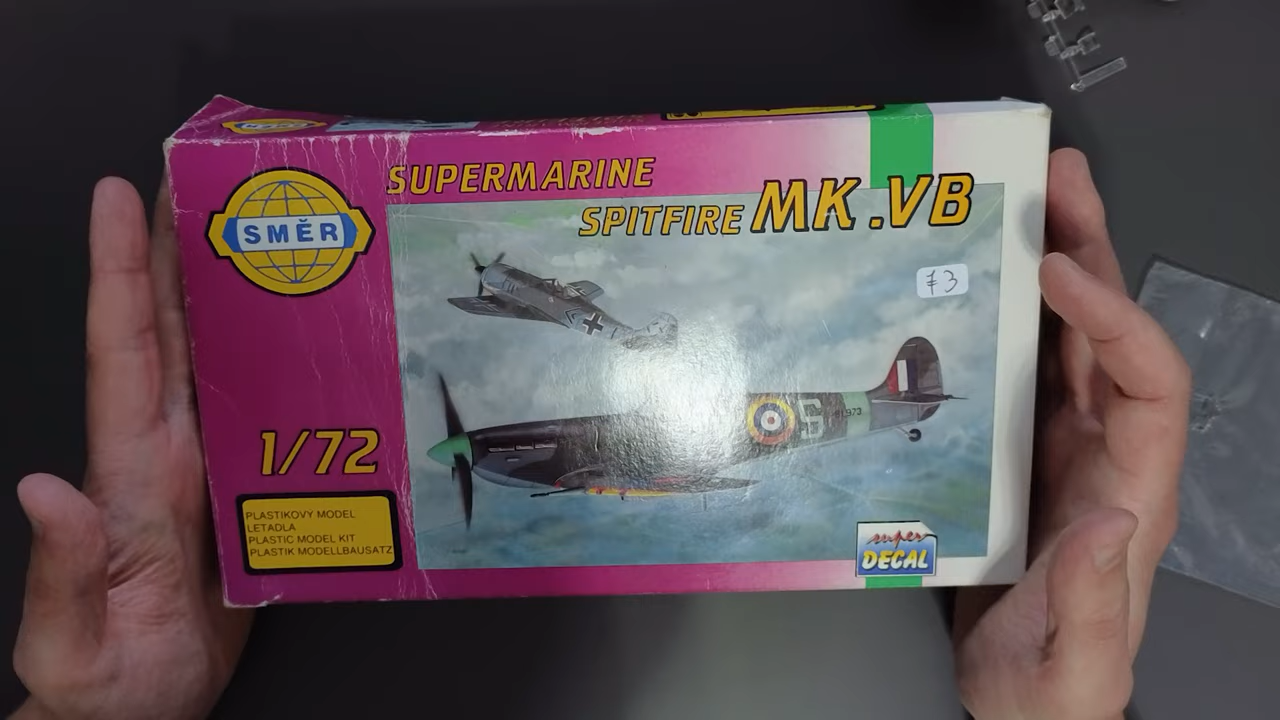 SUPERMARINE
SPITFIRE MK.VB
SMĚR
£3
1/72
PLASTIKOVY MODEL
LETADLA
PLASTIC MODEL KIT
PLASTIK MODELLBAUSATZ
S
super
DECAL